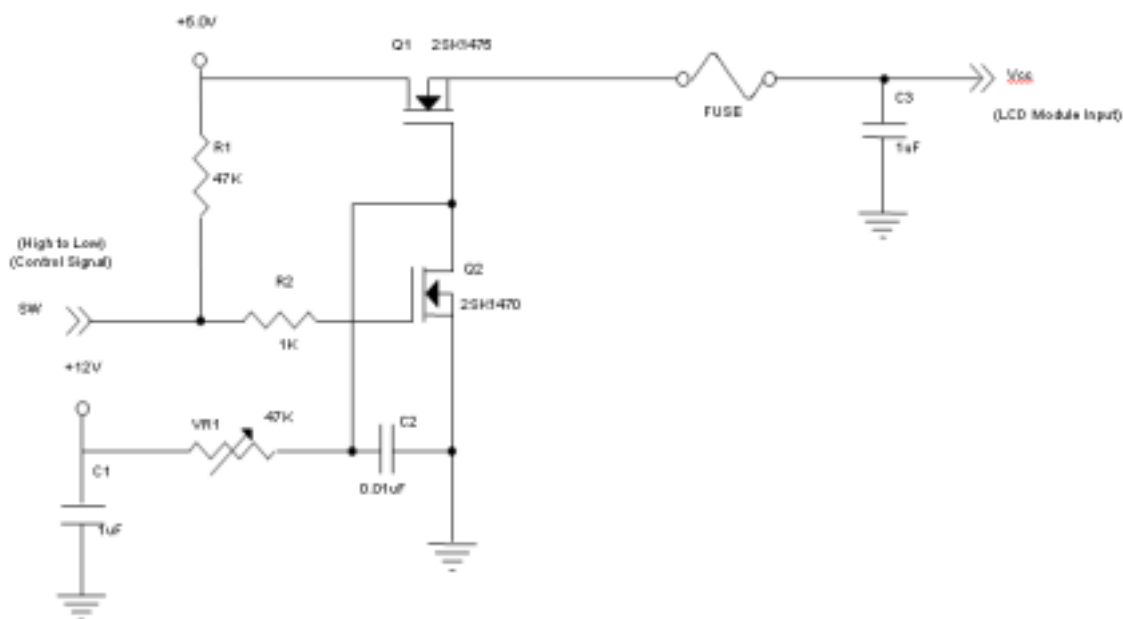 +5.0V
Q1 2SK1475
Vcc
C3
FUSE
(LCD Module Input)
R1
1uF
47K
(High to Low)
(Control Signal)
Q2
R2
SW
2SK1470
1K
+12V
47K
VR1
C2
C1
0.01uF
1uF